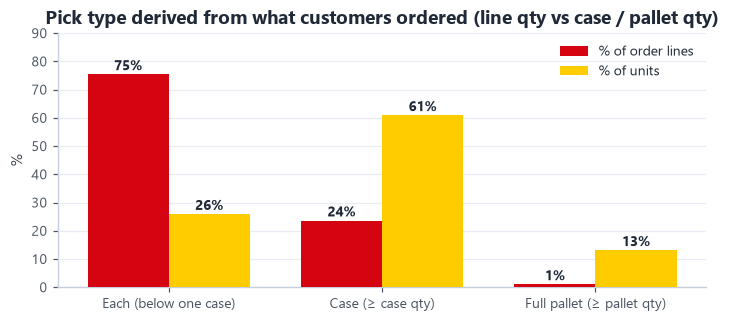 Pick type derived from what customers ordered (line qty vs case / pallet qty)
% of order lines
% of units
%
90
80
70
60
50
40
30
20
10
0
75%
26%
24%
61%
1%
13%
Each (below one case)
Case (≥ case qty)
Full pallet (≥ pallet qty)